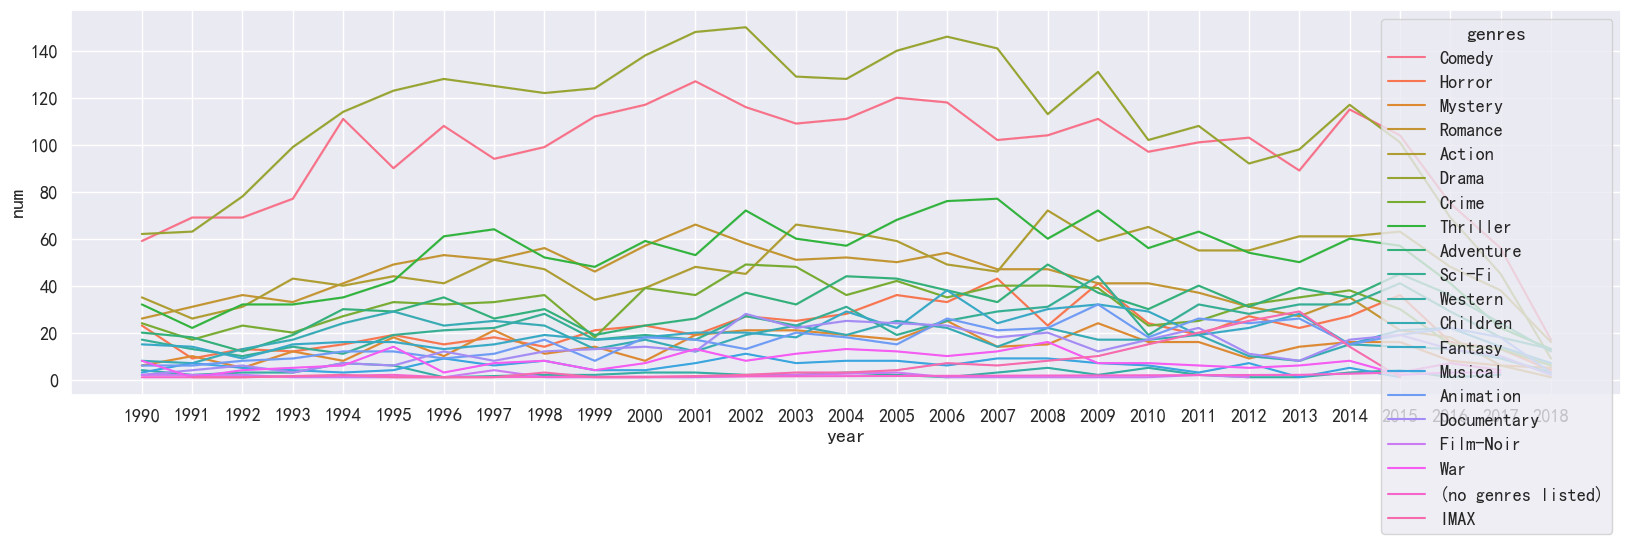 genres
Comedy
Horror
Mystery
Romance
Action
Drama
Crime
Thriller
Adventure
Sci-Fi
Western
Children
Fantasy
Musical
Animation
Documentary
Film-Noir
War
(no genres listed)
IMAX
140
120
100
80
60
40
20
0
num
1990 1991 1992 1993 1994 1995 1996 1997 1998 1999 2000 2001 2002 2003 2004 2005 2006 2007 2008 2009 2010 2011 2012 2013 2014 2015 2016 2017 2018
year